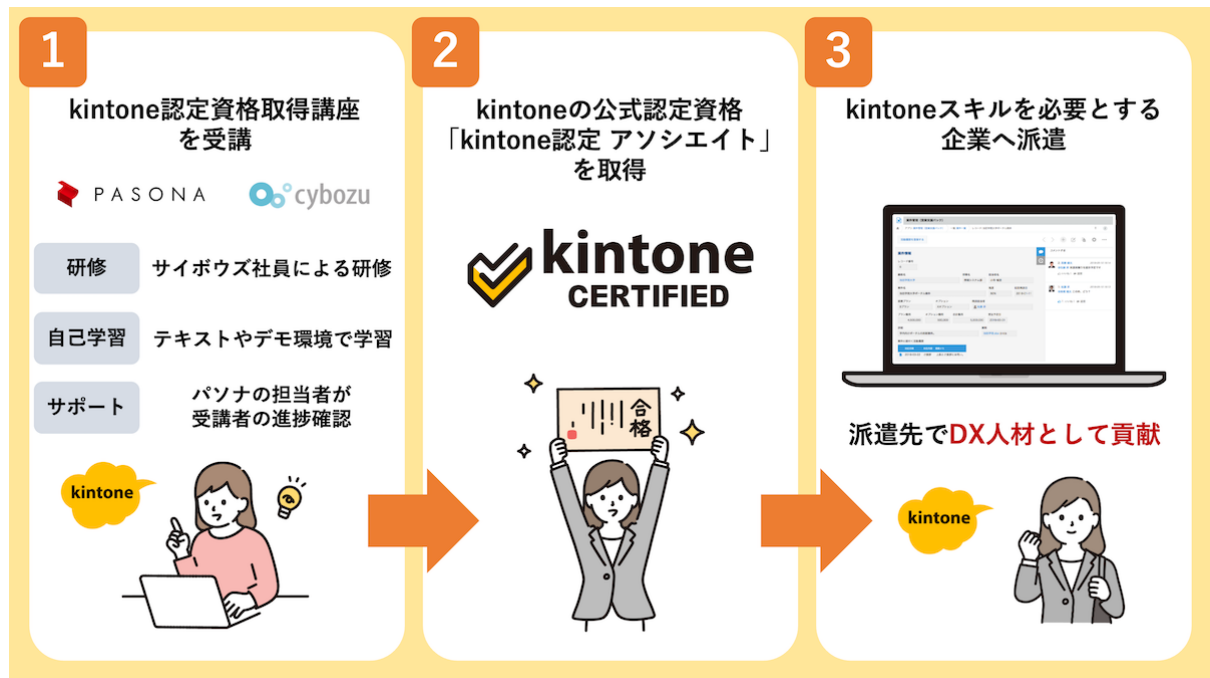 1
kintone認定資格取得講座
を受講
PASONA
cybozu
研修
サイボウズ社員による研修
自己学習
テキストやデモ環境で学習
サポート
パソナの担当者が
受講者の進捗確認
kintone
2
kintoneの公式認定資格
「kintone認定 アソシエイト」
を取得
kintone
CERTIFIED
合格
3
kintoneスキルを必要とする
企業へ派遣
派遣先でDX人材として貢献
kintone